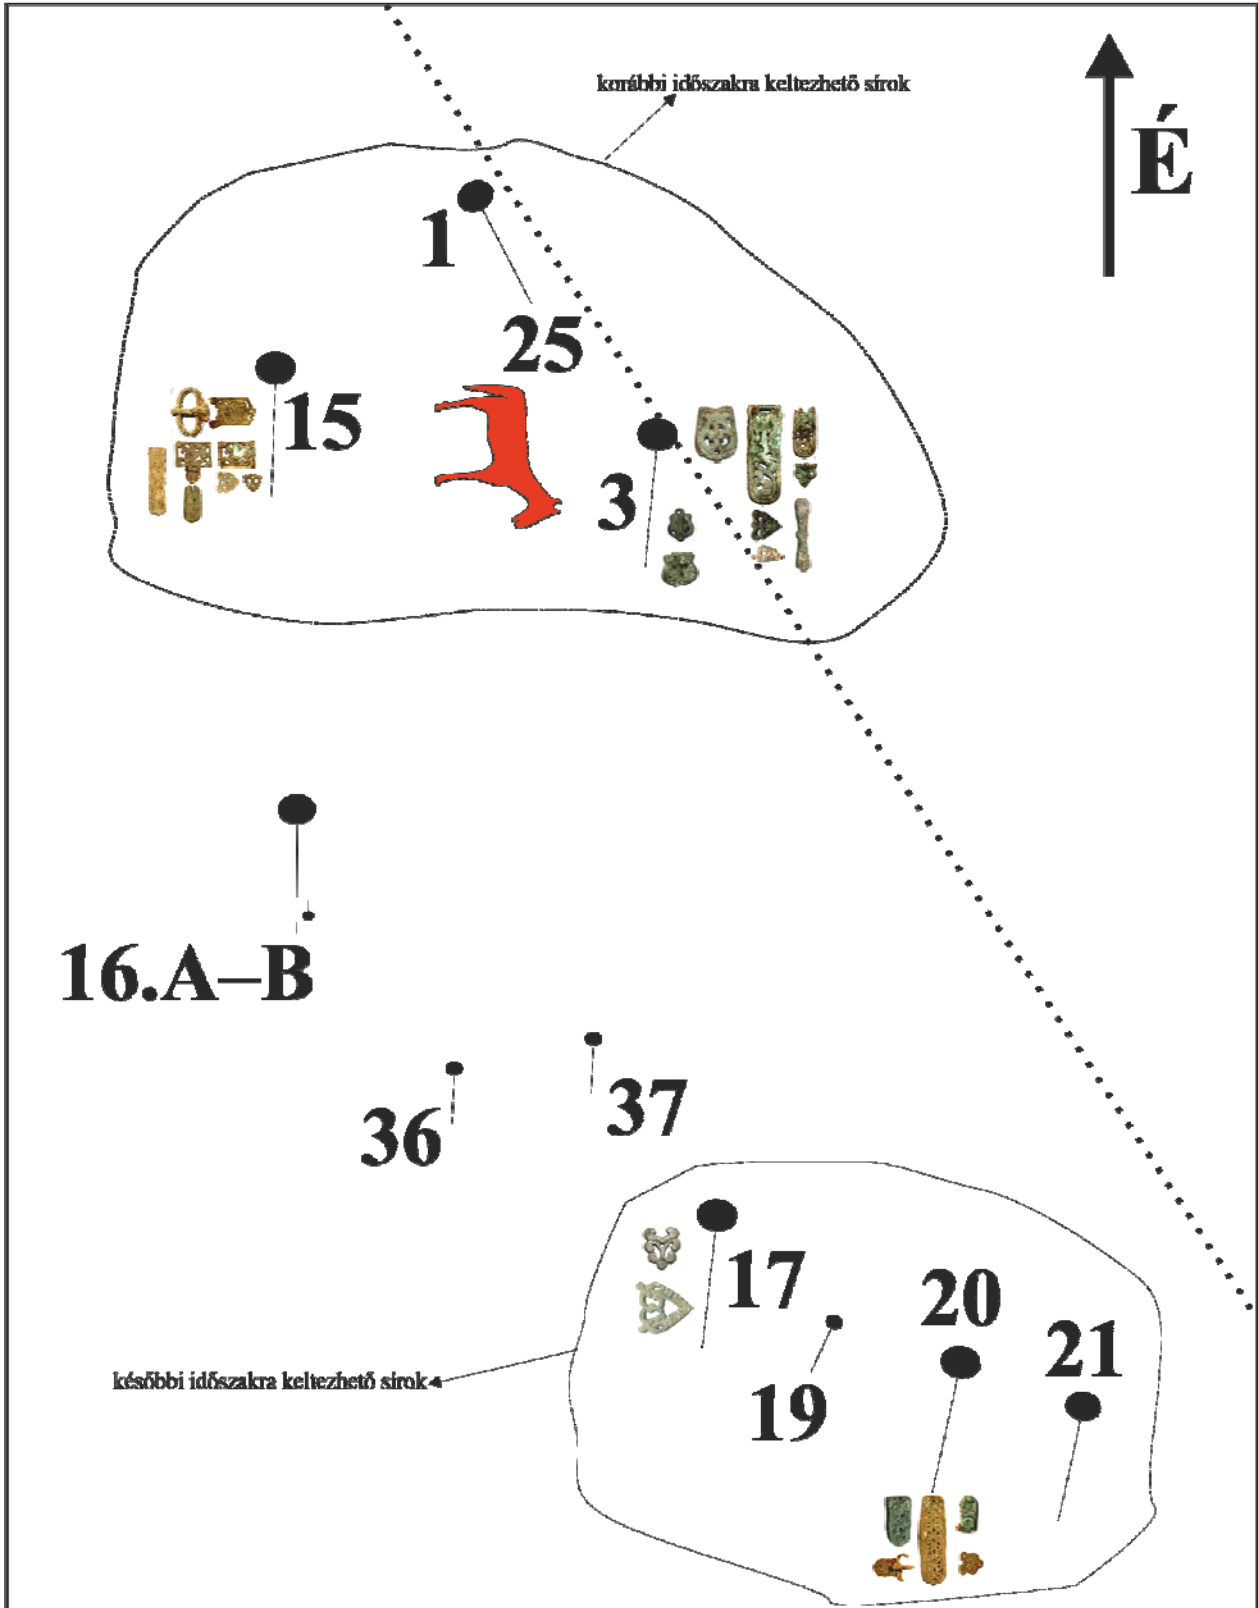 korábbi időszakra keltezhető sírok
É
1
25
15
3
16.A–B
37
36
17
20
21
19
későbbi időszakra keltezhető sírok